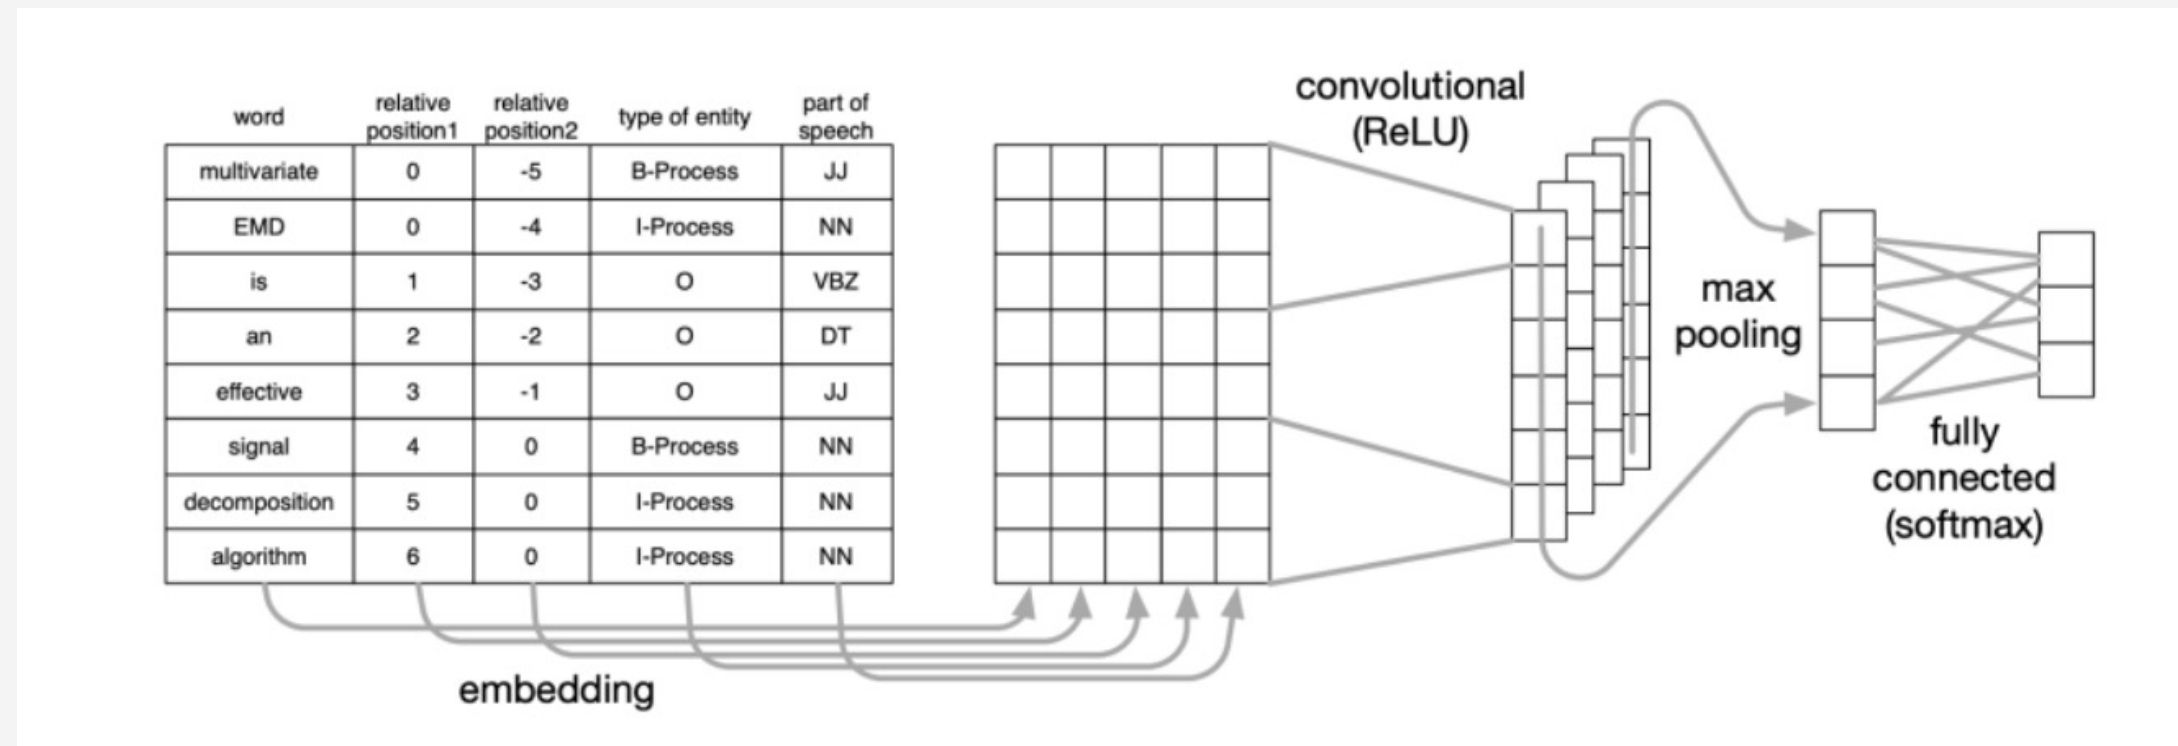 word relative position1 relative position2 type of entity part of speech
multivariate 0 -5 B-Process JJ
EMD 0 -4 I-Process NN
is 1 -3 O VBZ
an 2 -2 O DT
effective 3 -1 O JJ
signal 4 0 B-Process NN
decomposition 5 0 I-Process NN
algorithm 6 0 I-Process NN
embedding
convolutional
(ReLU)
max
pooling
fully
connected
(softmax)